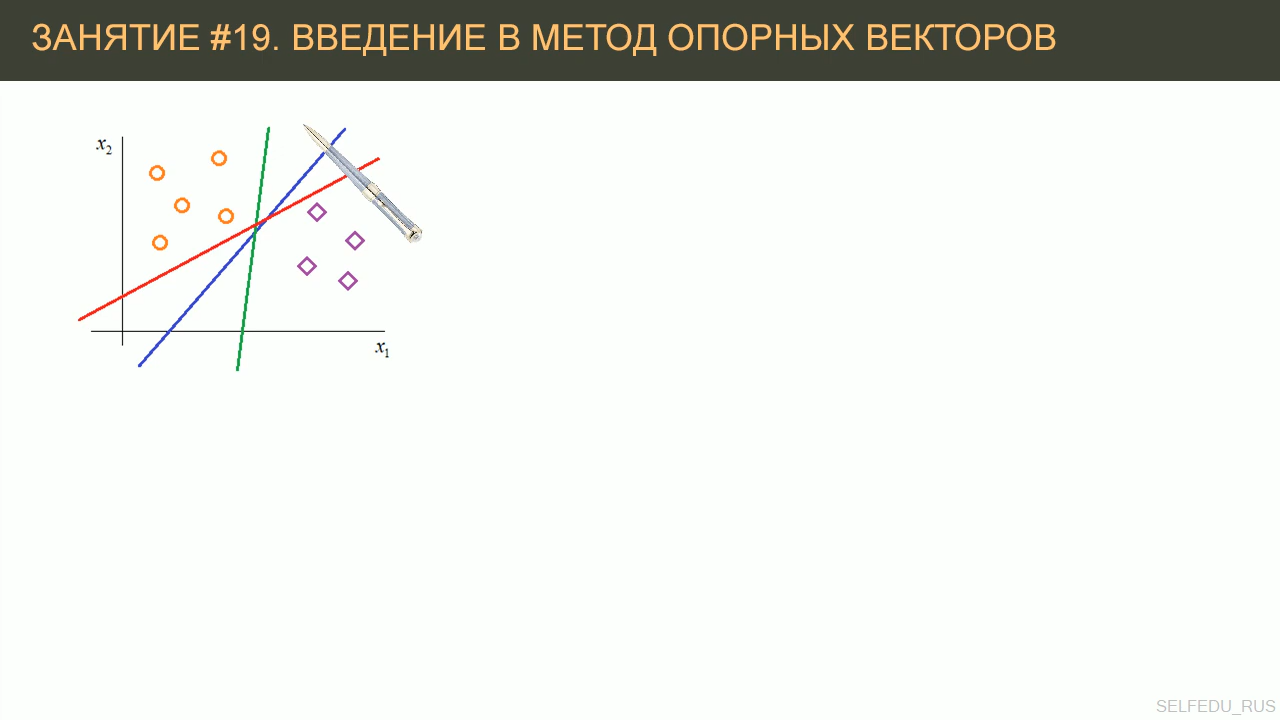 ЗАНЯТИЕ #19. ВВЕДЕНИЕ В МЕТОД ОПОРНЫХ ВЕКТОРОВ
x₂
x₁
SELFEDU_RUS